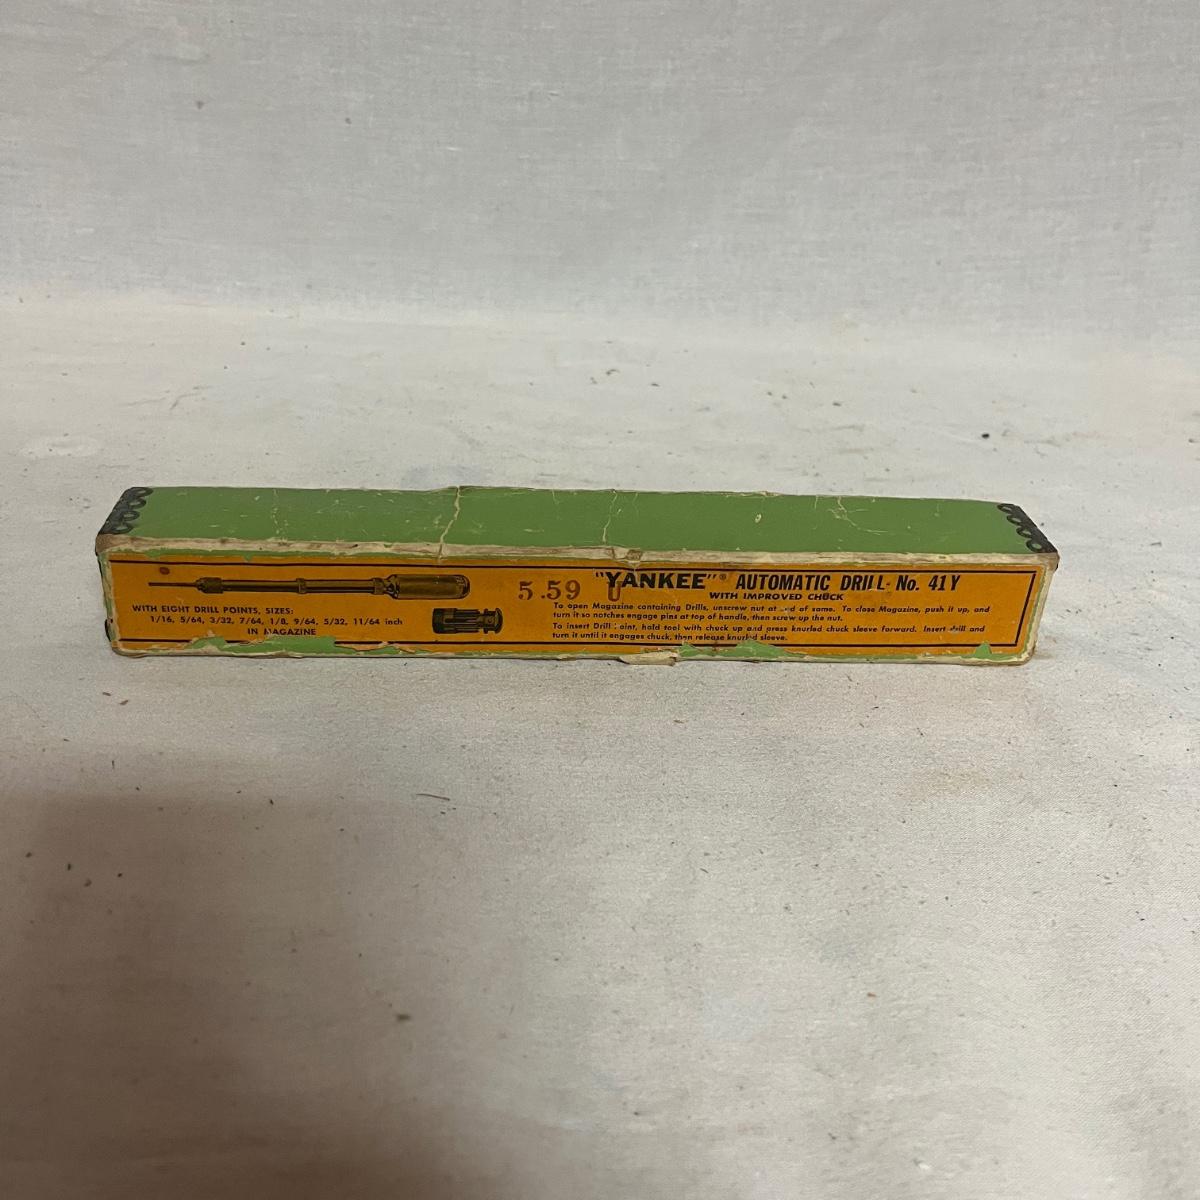 "YANKEE"® AUTOMATIC DRILL No. 41Y
WITH IMPROVED CHUCK
5.59 U
WITH EIGHT DRILL POINTS, SIZES:
1/16, 5/64, 3/32, 7/64, 1/8, 9/64, 5/32, 11/64 inch
IN MAGAZINE
To open Magazine containing Drills, unscrew nut at of same. To close Magazine, push it up, and
turn it so notches engage pins at top of handle, then screw up the nut.
To insert Drill hold tool with chuck up and press knurled chuck sleeve forward. Insert drill and
turn it until it engages chuck, then release knurled sleeve.